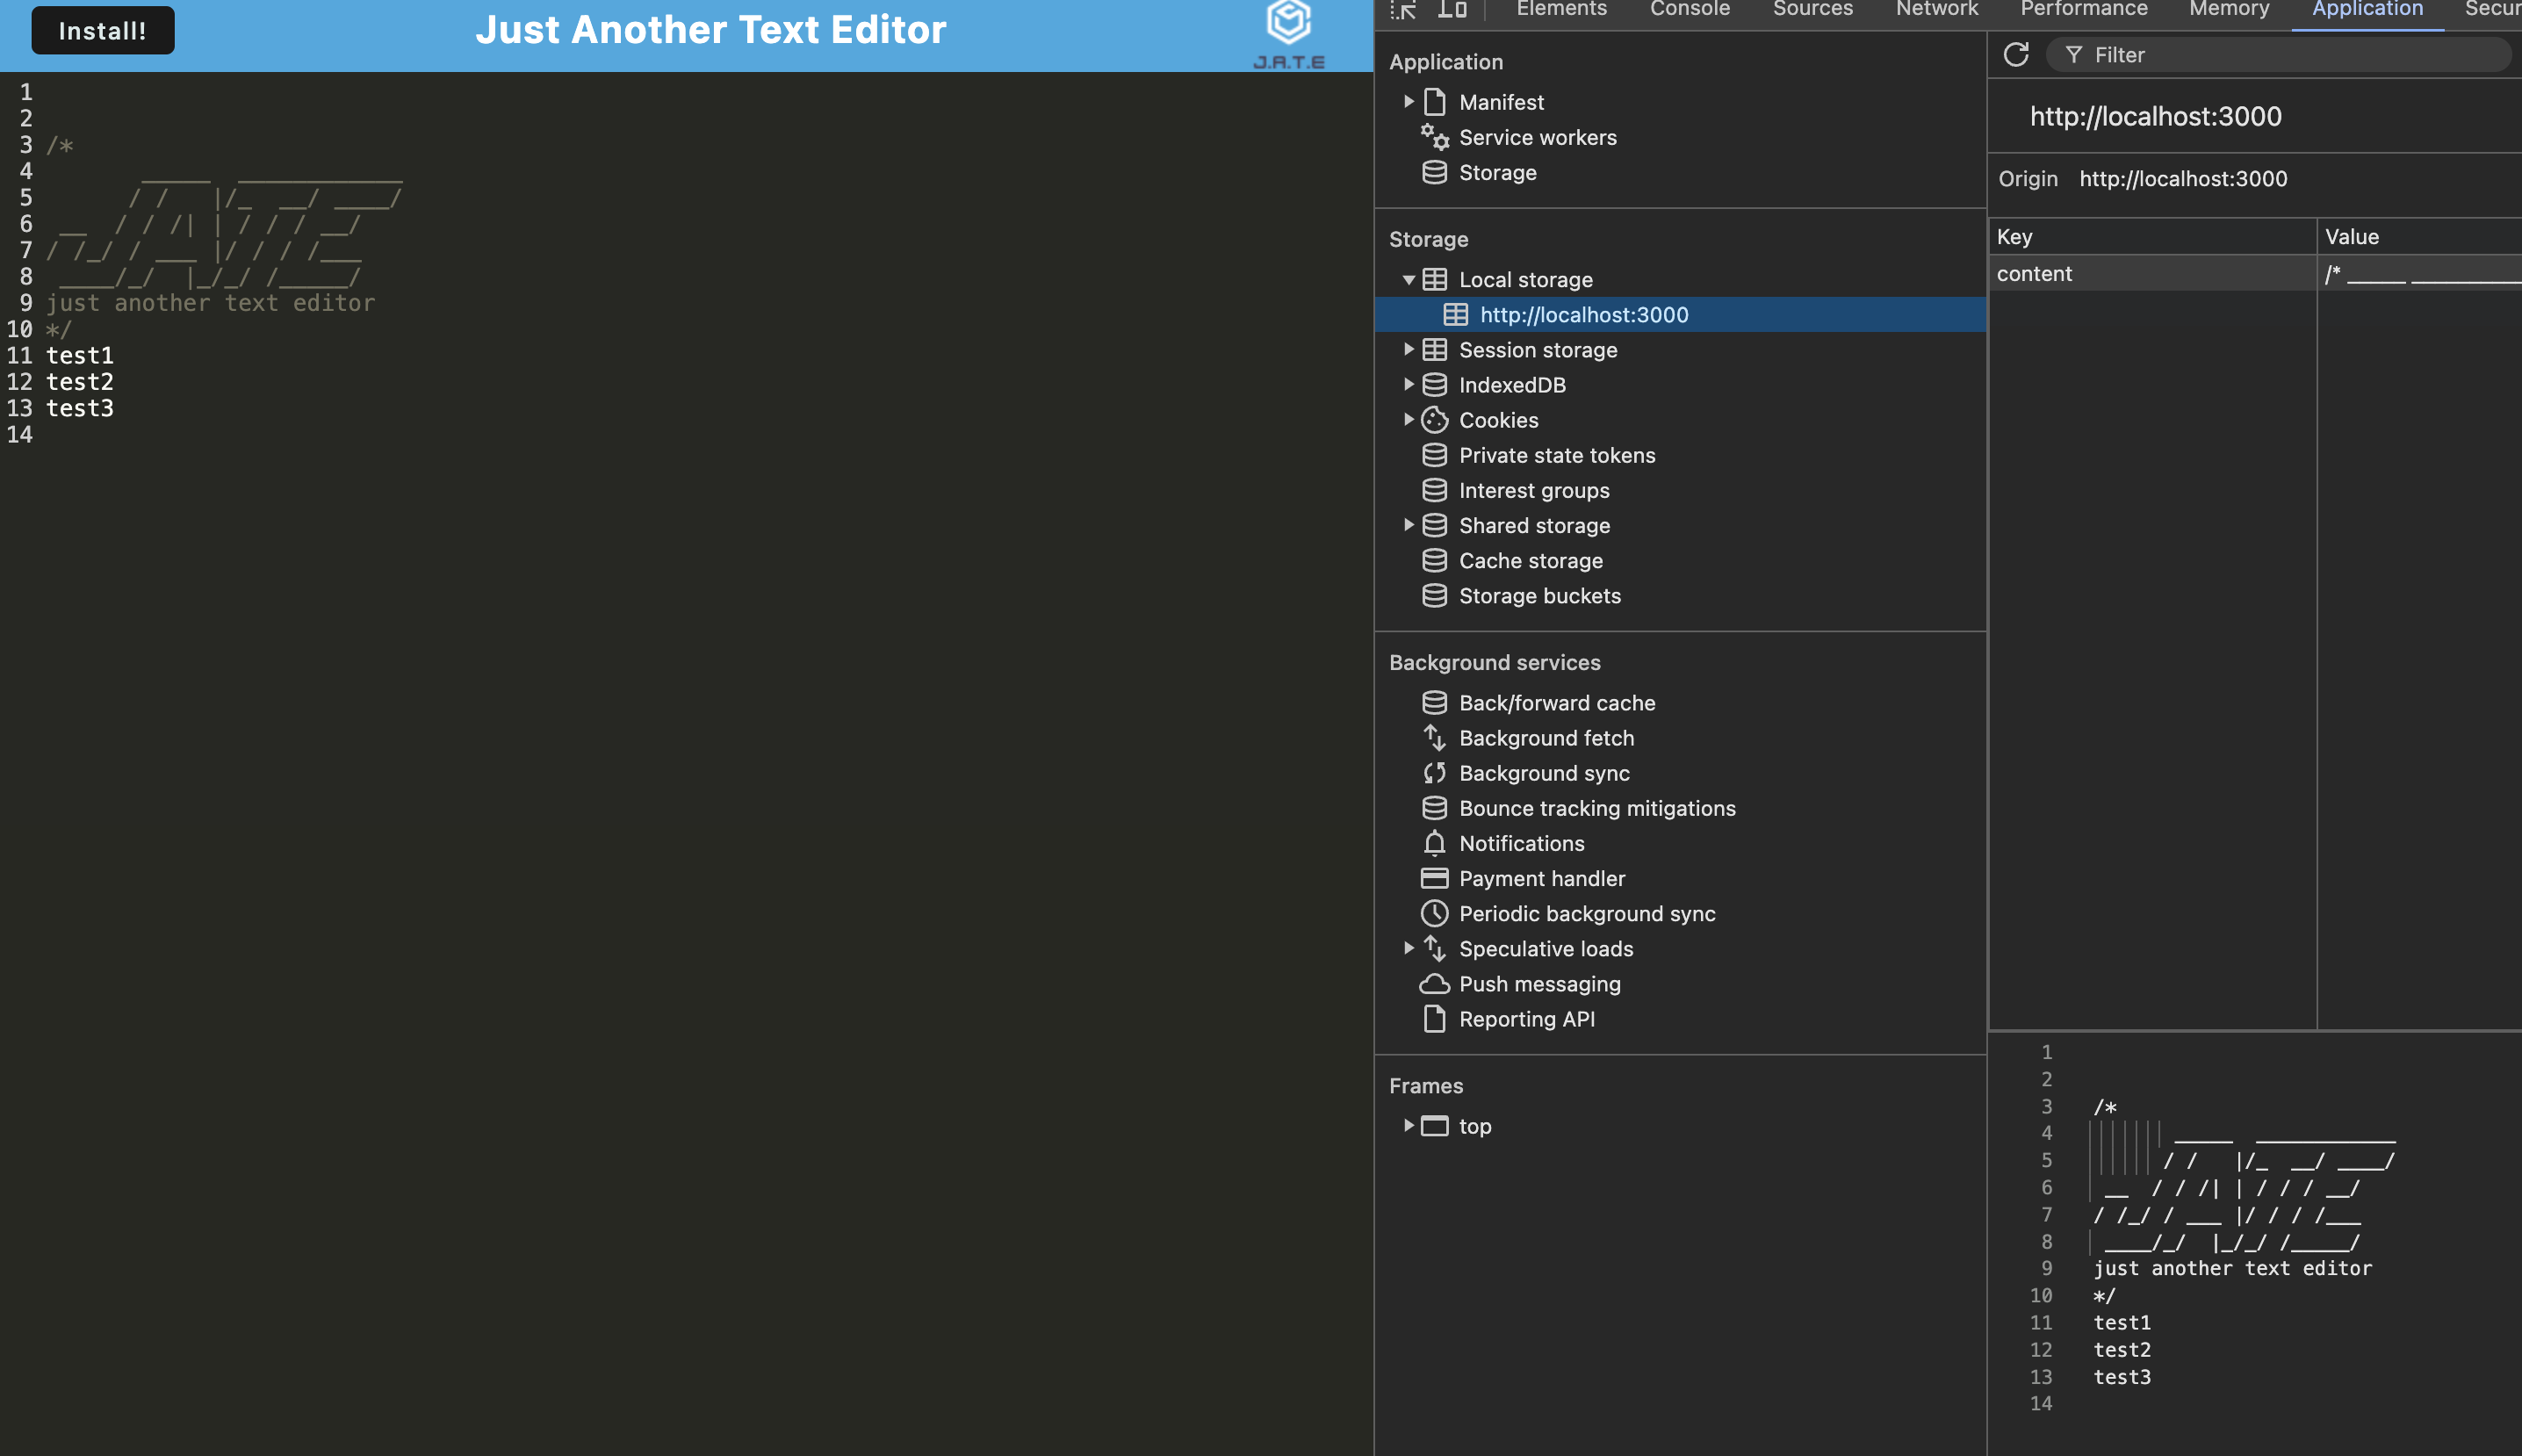 Install!
Just Another Text Editor
J.A.T.E
1
2
3 /*
4        _____  ____________
5       / /   |/_  __/ ____/
6  __  / / /| | / / / __/
7 / /_/ / ___ |/ / / /___
8  ____/_/  |_/_/ /_____/
9 just another text editor
10 */
11 test1
12 test2
13 test3
14
Elements Console Sources Network Performance Memory Application Secur
Application
Manifest
Service workers
Storage
Storage
Local storage
http://localhost:3000
Session storage
IndexedDB
Cookies
Private state tokens
Interest groups
Shared storage
Cache storage
Storage buckets
Background services
Back/forward cache
Background fetch
Background sync
Bounce tracking mitigations
Notifications
Payment handler
Periodic background sync
Speculative loads
Push messaging
Reporting API
Frames
top
Filter
http://localhost:3000
Origin http://localhost:3000
Key Value
content /* _____ ____________
1
2
3 /*
4        _____  ____________
5       / /   |/_  __/ ____/
6  __  / / /| | / / / __/
7 / /_/ / ___ |/ / / /___
8  ____/_/  |_/_/ /_____/
9 just another text editor
10 */
11 test1
12 test2
13 test3
14